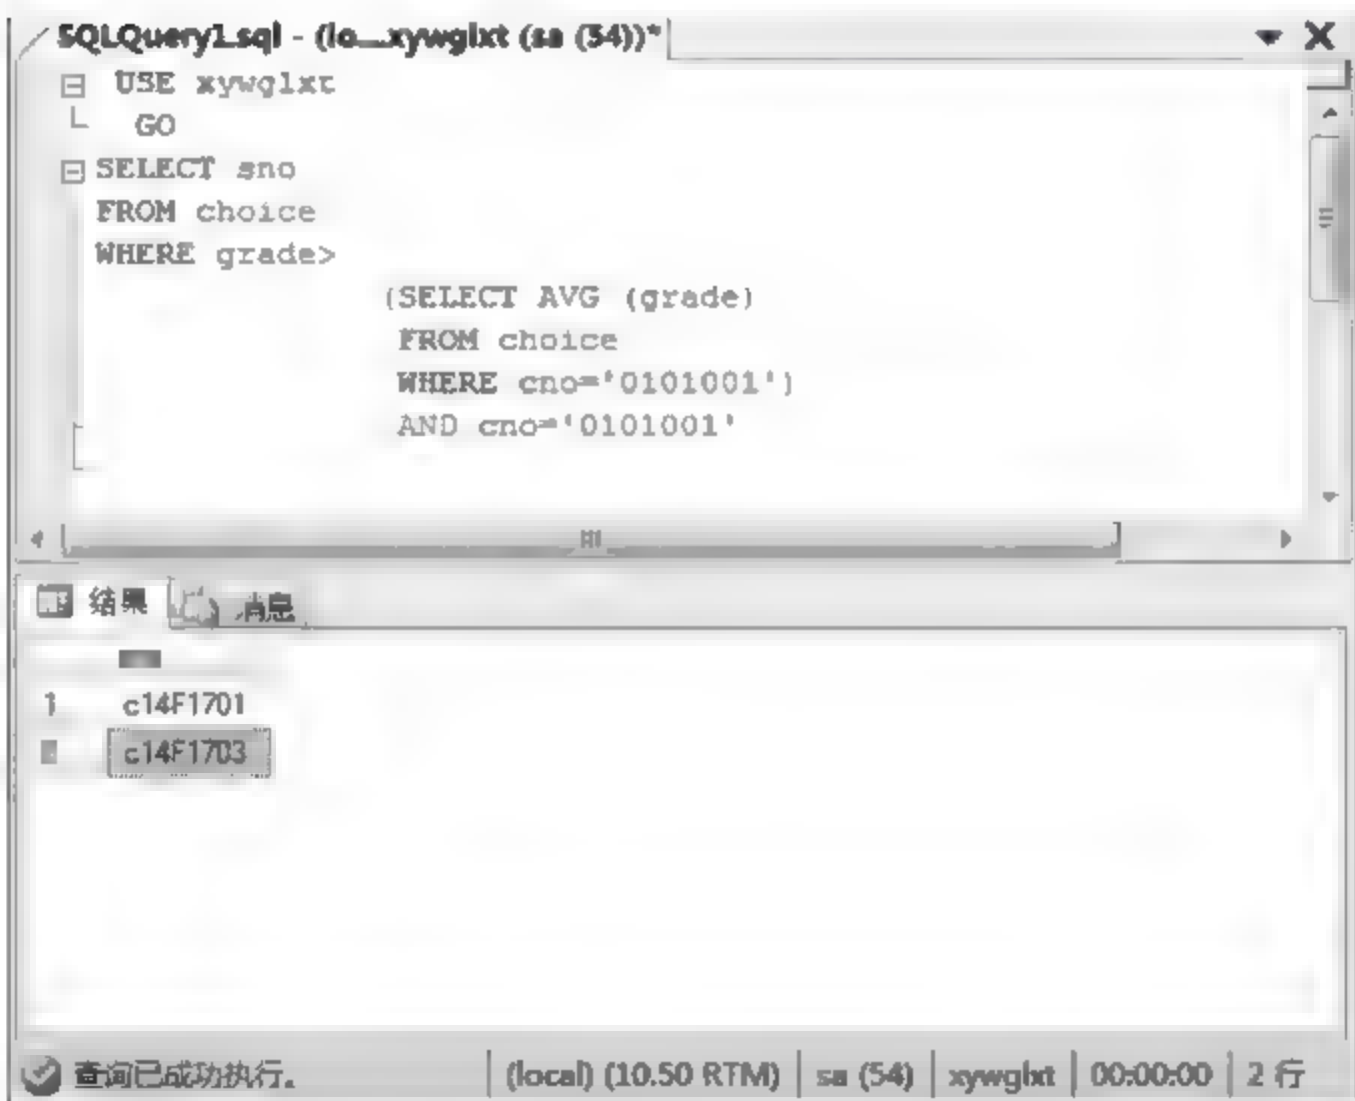 SQLQuery1.sql - (lo...xywglxt (sa (54))*
USE xywglxt
GO
SELECT sno
FROM choice
WHERE grade>
(SELECT AVG (grade)
FROM choice
WHERE cno='0101001')
AND cno='0101001'
结果 消息
1 c14F1701
c14F1703
查询已成功执行。 (local) (10.50 RTM) sa (54) xywglxt 00:00:00 2 行